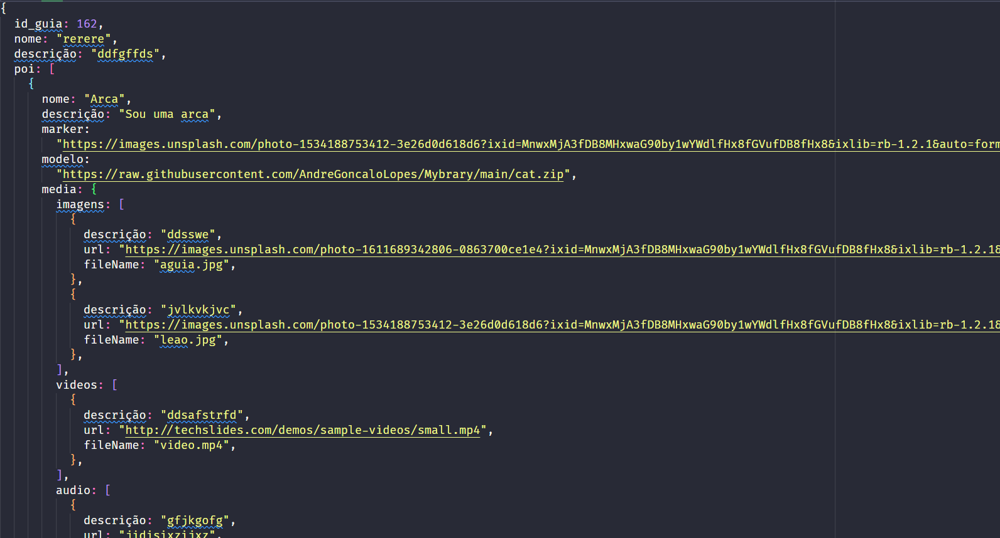 {
id_guia: 162,
nome: "rerere",
descrição: "ddfgffds",
poi: [
{
nome: "Arca",
descrição: "Sou uma arca",
marker:
"https://images.unsplash.com/photo-1534188753412-3e26d0d618d6?ixid=MnwxMjA3fDB8MHxwaG90by1wYWdlfHx8fGVufDB8fHx8&ixlib=rb-1.2.1&auto=form
modelo:
"https://raw.githubusercontent.com/AndreGoncaloLopes/Mybrary/main/cat.zip",
media: {
imagens: [
{
descrição: "ddsswe",
url: "https://images.unsplash.com/photo-1611689342806-0863700ce1e4?ixid=MnwxMjA3fDB8MHxwaG90by1wYWdlfHx8fGVufDB8fHx8&ixlib=rb-1.2.1&
fileName: "aguia.jpg",
},
{
descrição: "jvlkvkjvc",
url: "https://images.unsplash.com/photo-1534188753412-3e26d0d618d6?ixid=MnwxMjA3fDB8MHxwaG90by1wYWdlfHx8fGVufDB8fHx8&ixlib=rb-1.2.1&
fileName: "leao.jpg",
},
],
videos: [
{
descrição: "ddsafstrfd",
url: "http://techslides.com/demos/sample-videos/small.mp4",
fileName: "video.mp4",
},
],
audio: [
{
descrição: "gfjkgofg",
url: